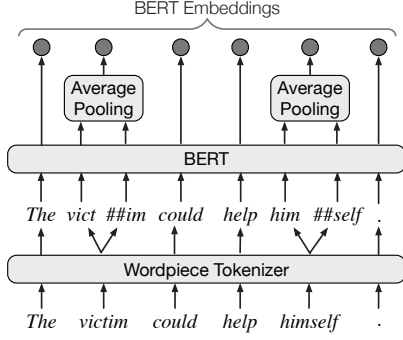 BERT Embeddings
Average Pooling Average Pooling
BERT
The vict ##im could help him ##self .
Wordpiece Tokenizer
The victim could help himself .